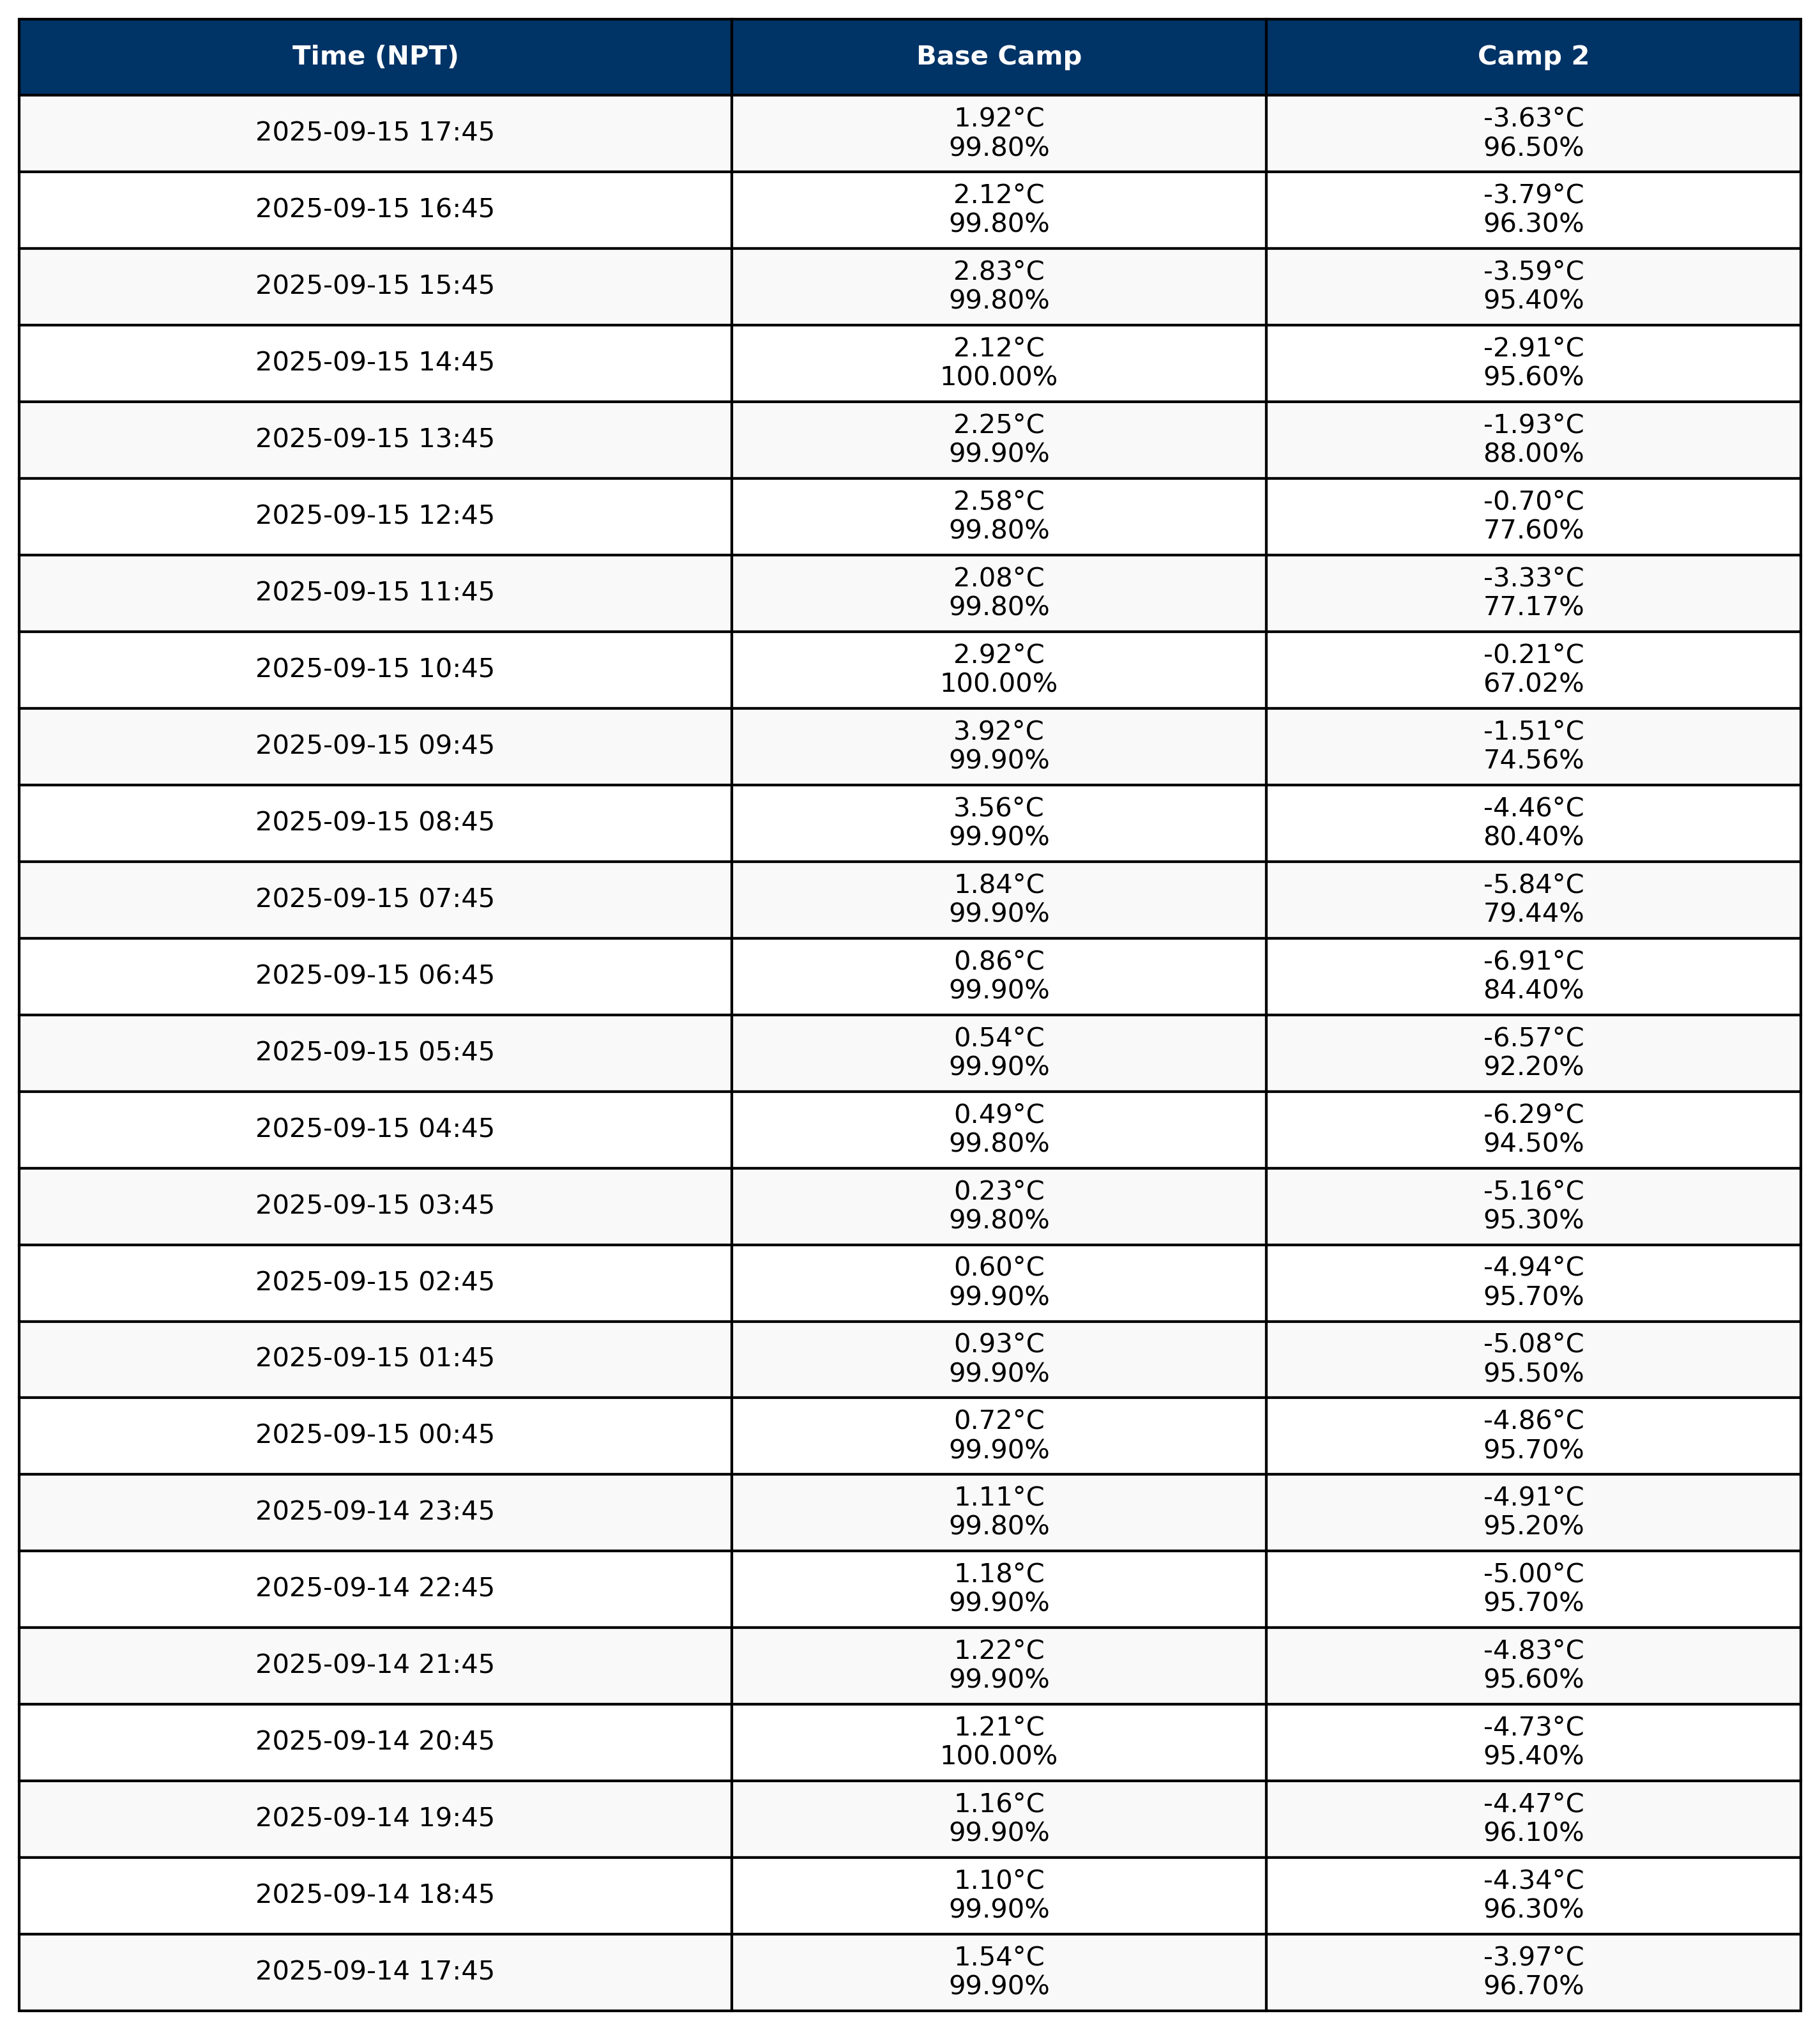 Time (NPT) Base Camp Camp 2
2025-09-15 17:45 1.92°C -3.63°C
99.80% 96.50%
2025-09-15 16:45 2.12°C -3.79°C
99.80% 96.30%
2025-09-15 15:45 2.83°C -3.59°C
99.80% 95.40%
2025-09-15 14:45 2.12°C -2.91°C
100.00% 95.60%
2025-09-15 13:45 2.25°C -1.93°C
99.90% 88.00%
2025-09-15 12:45 2.58°C -0.70°C
99.80% 77.60%
2025-09-15 11:45 2.08°C -3.33°C
99.80% 77.17%
2025-09-15 10:45 2.92°C -0.21°C
100.00% 67.02%
2025-09-15 09:45 3.92°C -1.51°C
99.90% 74.56%
2025-09-15 08:45 3.56°C -4.46°C
99.90% 80.40%
2025-09-15 07:45 1.84°C -5.84°C
99.90% 79.44%
2025-09-15 06:45 0.86°C -6.91°C
99.90% 84.40%
2025-09-15 05:45 0.54°C -6.57°C
99.90% 92.20%
2025-09-15 04:45 0.49°C -6.29°C
99.80% 94.50%
2025-09-15 03:45 0.23°C -5.16°C
99.80% 95.30%
2025-09-15 02:45 0.60°C -4.94°C
99.90% 95.70%
2025-09-15 01:45 0.93°C -5.08°C
99.90% 95.50%
2025-09-15 00:45 0.72°C -4.86°C
99.90% 95.70%
2025-09-14 23:45 1.11°C -4.91°C
99.80% 95.20%
2025-09-14 22:45 1.18°C -5.00°C
99.90% 95.70%
2025-09-14 21:45 1.22°C -4.83°C
99.90% 95.60%
2025-09-14 20:45 1.21°C -4.73°C
100.00% 95.40%
2025-09-14 19:45 1.16°C -4.47°C
99.90% 96.10%
2025-09-14 18:45 1.10°C -4.34°C
99.90% 96.30%
2025-09-14 17:45 1.54°C -3.97°C
99.90% 96.70%